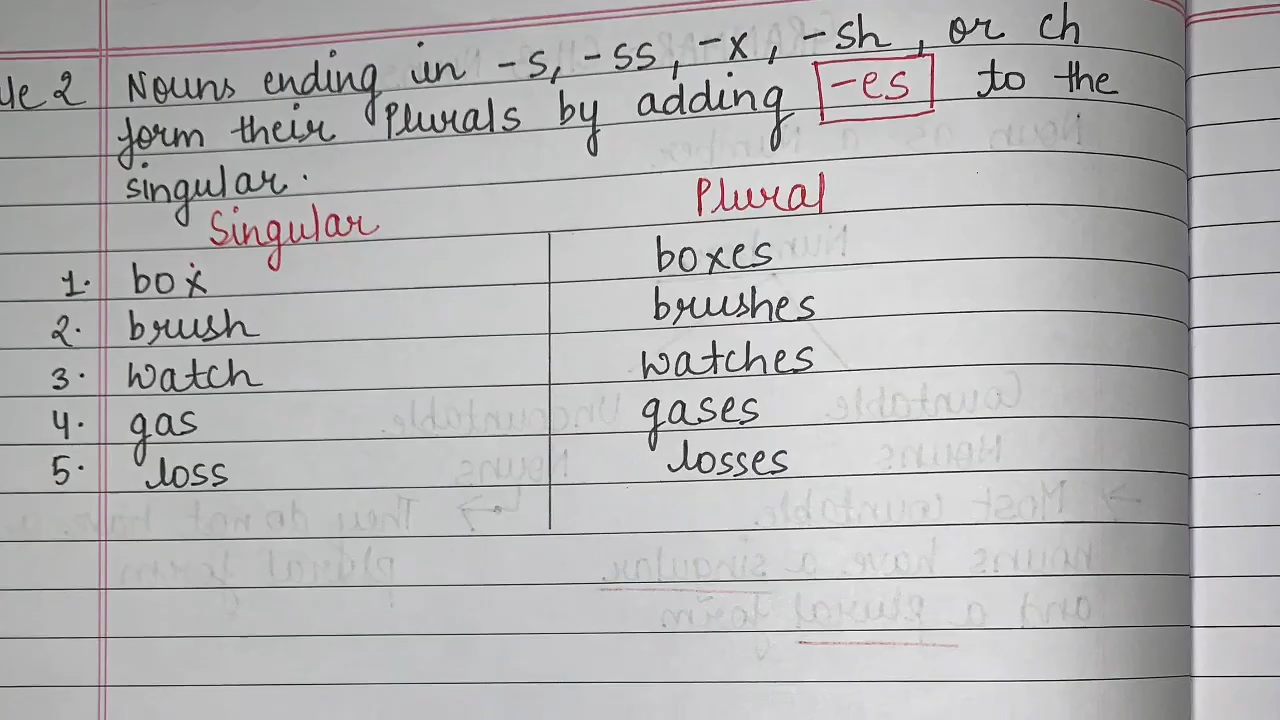 Rule 2 Nouns ending in -s, -ss, -x, -sh, or ch
form their Plurals by adding -es to the
singular.
Singular Plural
1. box boxes
2. brush brushes
3. watch watches
4. gas gases
5. loss losses